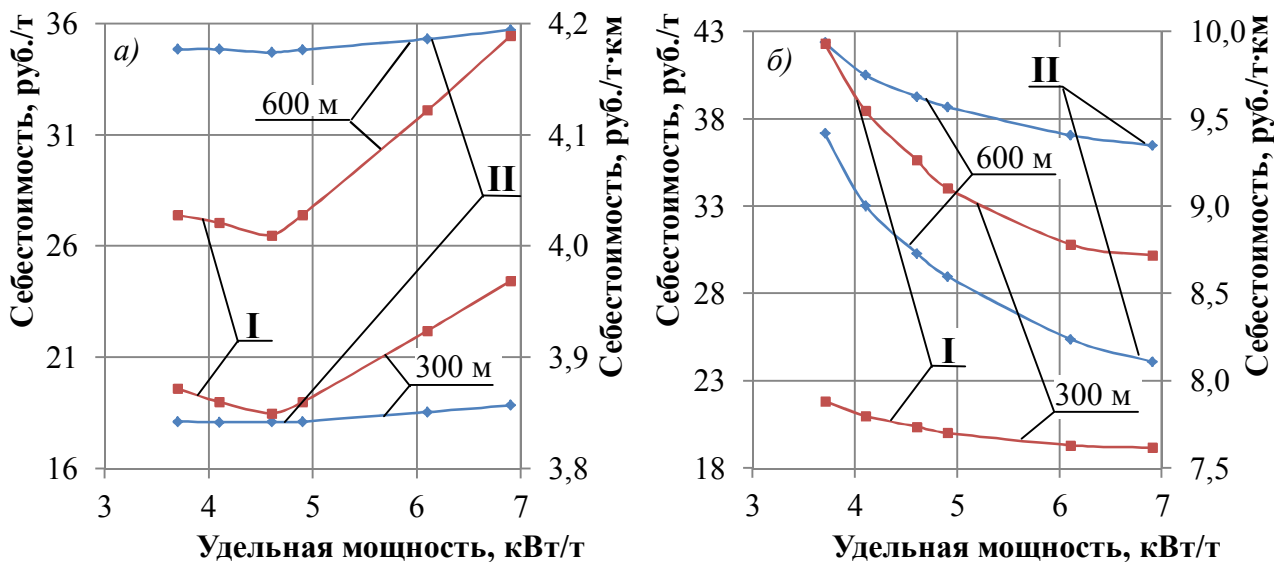 а)
Себестоимость, руб./т
36
31
26
21
16
4,2
4,1
4,0
3,9
3,8
Себестоимость, руб./т·км
600 м
II
I
300 м
3
4
5
6
7
Удельная мощность, кВт/т
б)
Себестоимость, руб./т
43
38
33
28
23
18
10,0
9,5
9,0
8,5
8,0
7,5
Себестоимость, руб./т·км
II
600 м
I
300 м
3
4
5
6
7
Удельная мощность, кВт/т